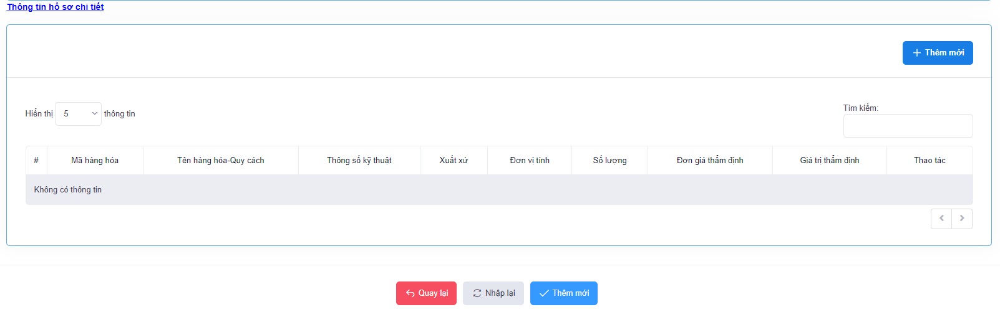 Thông tin hồ sơ chi tiết
Thêm mới
Hiển thị 5 thông tin
Tìm kiếm:
# Mã hàng hóa Tên hàng hóa-Quy cách Thông số kỹ thuật Xuất xứ Đơn vị tính Số lượng Đơn giá thẩm định Giá trị thẩm định Thao tác
Không có thông tin
Quay lại Nhập lại Thêm mới